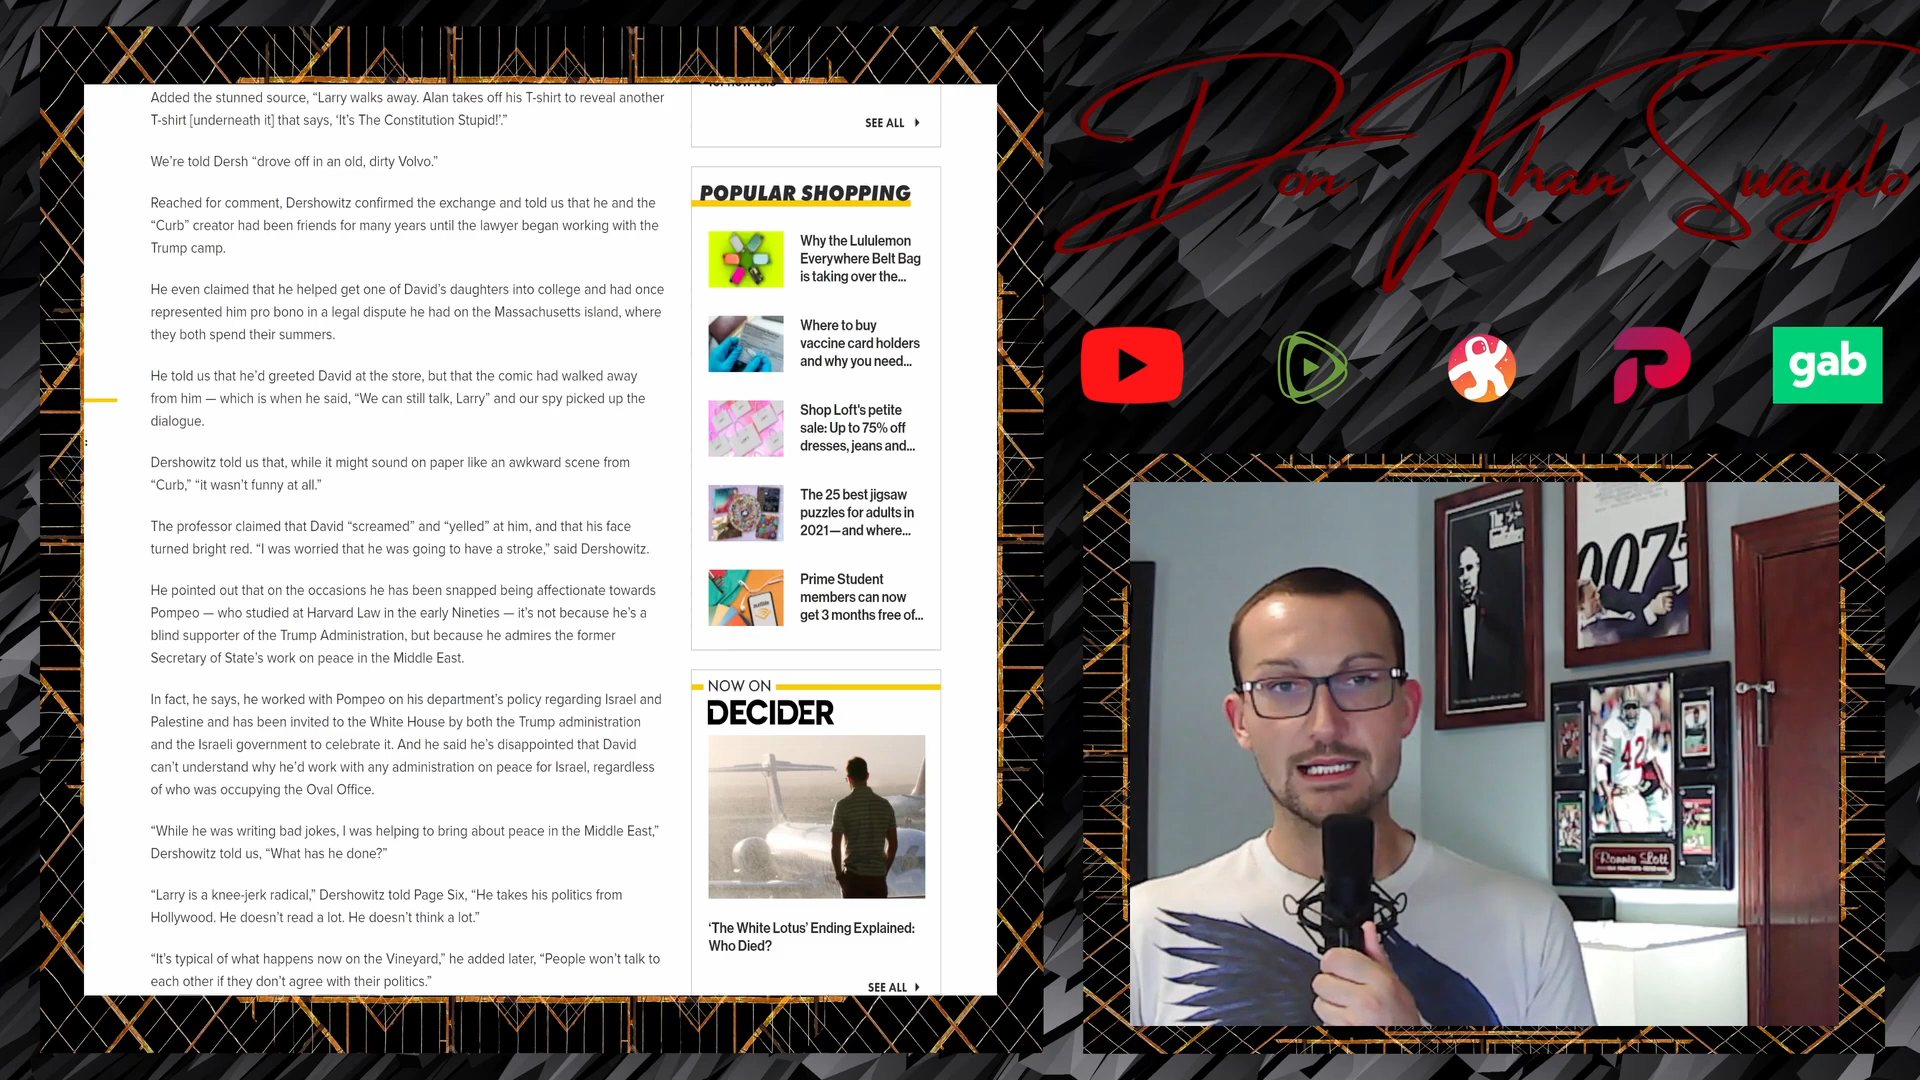 Added the stunned source, “Larry walks away. Alan takes off his T-shirt to reveal another
T-shirt [underneath it] that says, ‘It’s The Constitution Stupid!’.”
We’re told Dersh “drove off in an old, dirty Volvo.”
Reached for comment, Dershowitz confirmed the exchange and told us that he and the
“Curb” creator had been friends for many years until the lawyer began working with the
Trump camp.
He even claimed that he helped get one of David’s daughters into college and had once
represented him pro bono in a legal dispute he had on the Massachusetts island, where
they both spend their summers.
He told us that he’d greeted David at the store, but that the comic had walked away
from him — which is when he said, “We can still talk, Larry” and our spy picked up the
dialogue.
Dershowitz told us that, while it might sound on paper like an awkward scene from
“Curb,” “it wasn’t funny at all.”
The professor claimed that David “screamed” and “yelled” at him, and that his face
turned bright red. “I was worried that he was going to have a stroke,” said Dershowitz.
He pointed out that on the occasions he has been snapped being affectionate towards
Pompeo — who studied at Harvard Law in the early Nineties — it’s not because he’s a
blind supporter of the Trump Administration, but because he admires the former
Secretary of State’s work on peace in the Middle East.
In fact, he says, he worked with Pompeo on his department’s policy regarding Israel and
Palestine and has been invited to the White House by both the Trump administration
and the Israeli government to celebrate it. And he said he’s disappointed that David
can’t understand why he’d work with any administration on peace for Israel, regardless
of who was occupying the Oval Office.
“While he was writing bad jokes, I was helping to bring about peace in the Middle East,”
Dershowitz told us, “What has he done?”
“Larry is a knee-jerk radical,” Dershowitz told Page Six, “He takes his politics from
Hollywood. He doesn’t read a lot. He doesn’t think a lot.”
“It’s typical of what happens now on the Vineyard,” he added later, “People won’t talk to
each other if they don’t agree with their politics.”
SEE ALL
POPULAR SHOPPING
Why the Lululemon
Everywhere Belt Bag
is taking over the...
Where to buy
vaccine card holders
and why you need...
Shop Loft's petite
sale: Up to 75% off
dresses, jeans and...
The 25 best jigsaw
puzzles for adults in
2021—and where...
Prime Student
members can now
get 3 months free of...
NOW ON
DECIDER
‘The White Lotus’ Ending Explained:
Who Died?
SEE ALL
Don Khan Swaylo
gab
The
Godfather
007
42
Ronnie Lott